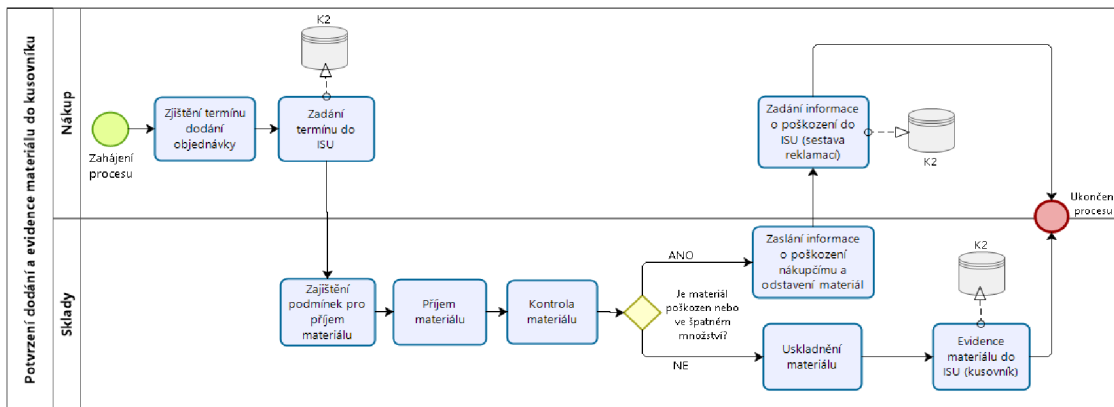 Potvrzení dodání a evidence materiálu do kusovníku
Nákup
Zahájení
procesu
Zjištění termínu
dodání
objednávky
Zadání
termínu do
ISU
K2
Zadání informace
o poškození do
ISU (sestava
reklamací)
K2
Ukončení
procesu
Sklady
Zajištění
podmínek pro
příjem materiálu
Příjem
materiálu
Kontrola
materiálu
Je materiál
poškozen nebo
ve špatném
množství?
ANO
Zaslání informace
o poškození
nákupčímu a
odstavení materiál
NE
Uskladnění
materiálu
Evidence
materiálu do
ISU (kusovník)
K2